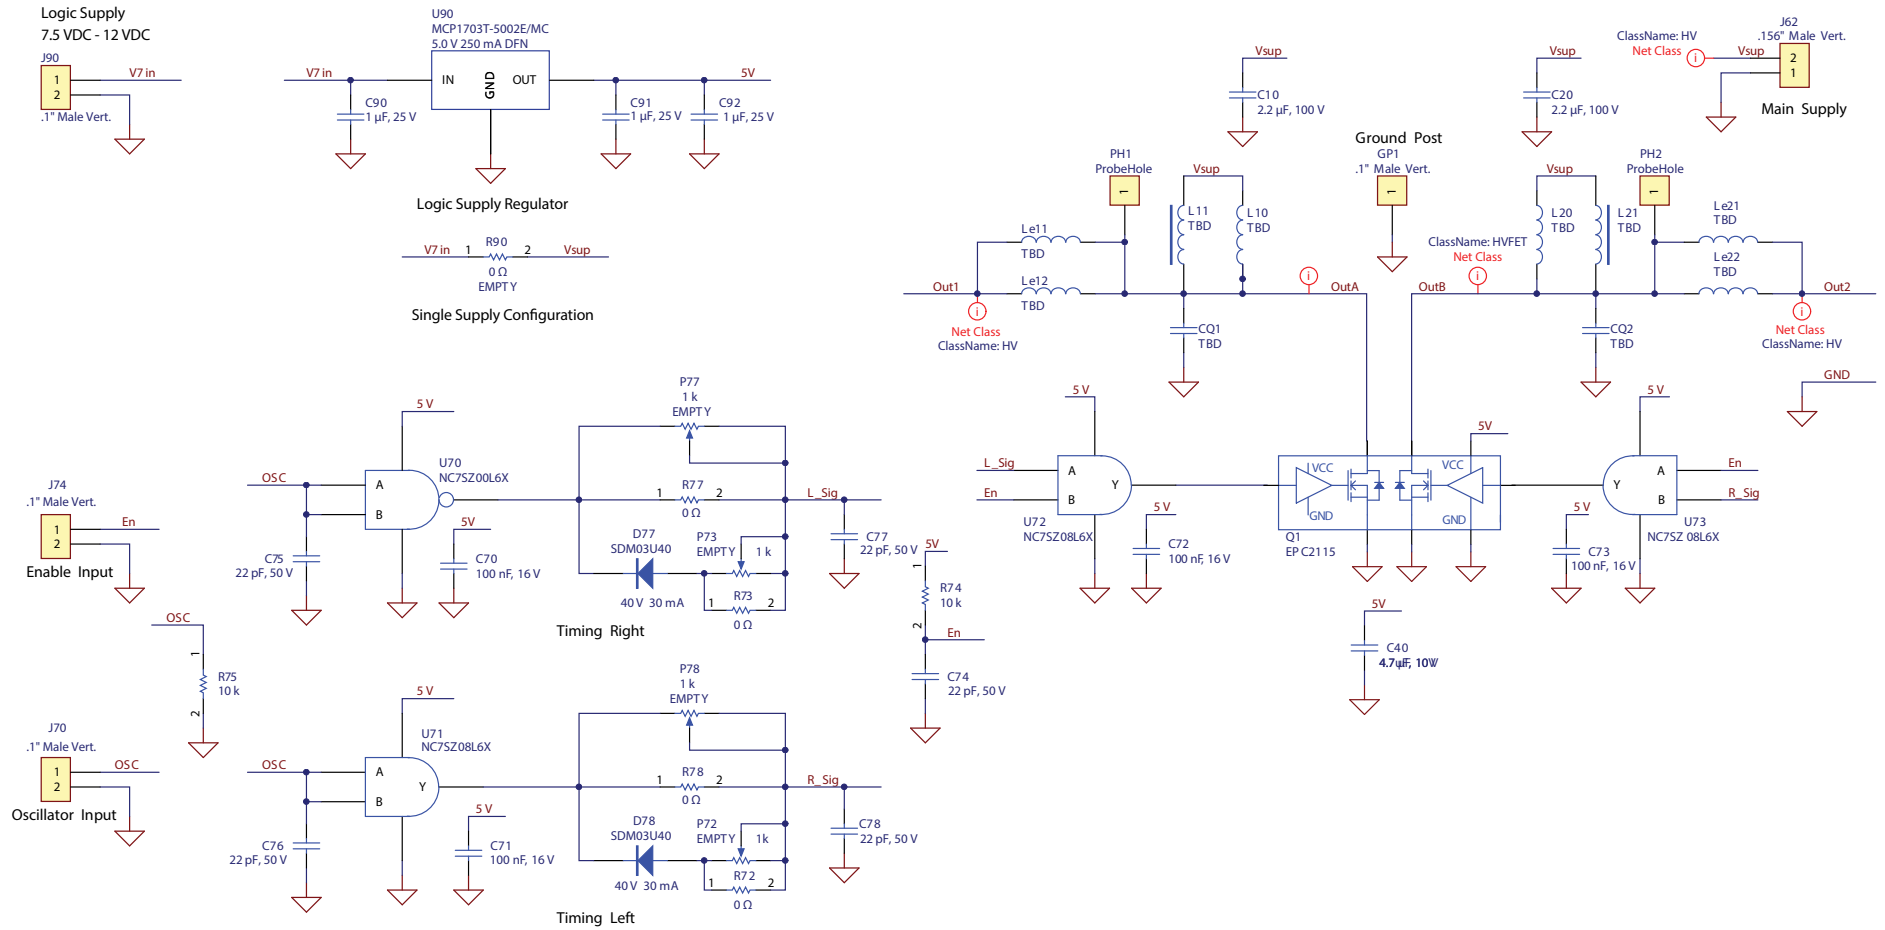 Logic Supply
7.5 VDC - 12 VDC
J90
1
2
V7 in
.1" Male Vert.
U90
MCP1703T-5002E/MC
5.0 V 250 mA DFN
V7 in
IN
GND
OUT
5V
C90
1 µF, 25 V
C91
1 µF, 25 V
C92
1 µF, 25 V
Logic Supply Regulator
V7 in
1
R90
2
Vsup
0 Ω
EMPTY
Single Supply Configuration
Vsup
C10
2.2 µF, 100 V
Vsup
C20
2.2 µF, 100 V
J62
.156" Male Vert.
ClassName: HV
Net Class
i
Vsup
2
1
Main Supply
Ground Post
GP1
.1" Male Vert.
1
PH1
ProbeHole
1
Vsup
L11
TBD
L10
TBD
Le11
TBD
Le12
TBD
Out1
i
Net Class
ClassName: HV
i
OutA
CQ1
TBD
PH2
ProbeHole
1
Vsup
L20
TBD
L21
TBD
Le21
TBD
Le22
TBD
ClassName: HVFET
Net Class
i
OutB
Out2
i
Net Class
ClassName: HV
CQ2
TBD
GND
5 V
L_Sig
En
A
B
Y
U72
NC7SZ08L6X
5V
C72
100 nF, 16 V
VCC
GND
VCC
GND
5V
Q1
EPC2115
5 V
En
R_Sig
A
B
Y
U73
NC7SZ 08L6X
5V
C73
100 nF, 16 V
5V
C40
4.7 µF, 10V
J74
.1" Male Vert.
1
2
En
Enable Input
OSC
1
R75
10 k
2
J70
.1" Male Vert.
1
2
OSC
Oscillator Input
5 V
OSC
A
B
U70
NC7SZ00L6X
C75
22 pF, 50 V
5V
C70
100 nF, 16 V
P77
1 k
EMPTY
1
R77
2
0 Ω
D77
SDM03U40
40 V 30 mA
P73
EMPTY
1 k
1
R73
2
0 Ω
L_Sig
C77
22 pF, 50 V
Timing Right
5V
1
R74
10 k
2
En
C74
22 pF, 50 V
5 V
OSC
A
B
Y
U71
NC7SZ08L6X
C76
22 pF, 50 V
5 V
C71
100 nF, 16 V
P78
1 k
EMPTY
1
R78
2
0 Ω
D78
SDM03U40
40 V 30 mA
P72
EMPTY
1k
1
R72
2
0 Ω
R_Sig
C78
22 pF, 50 V
Timing Left